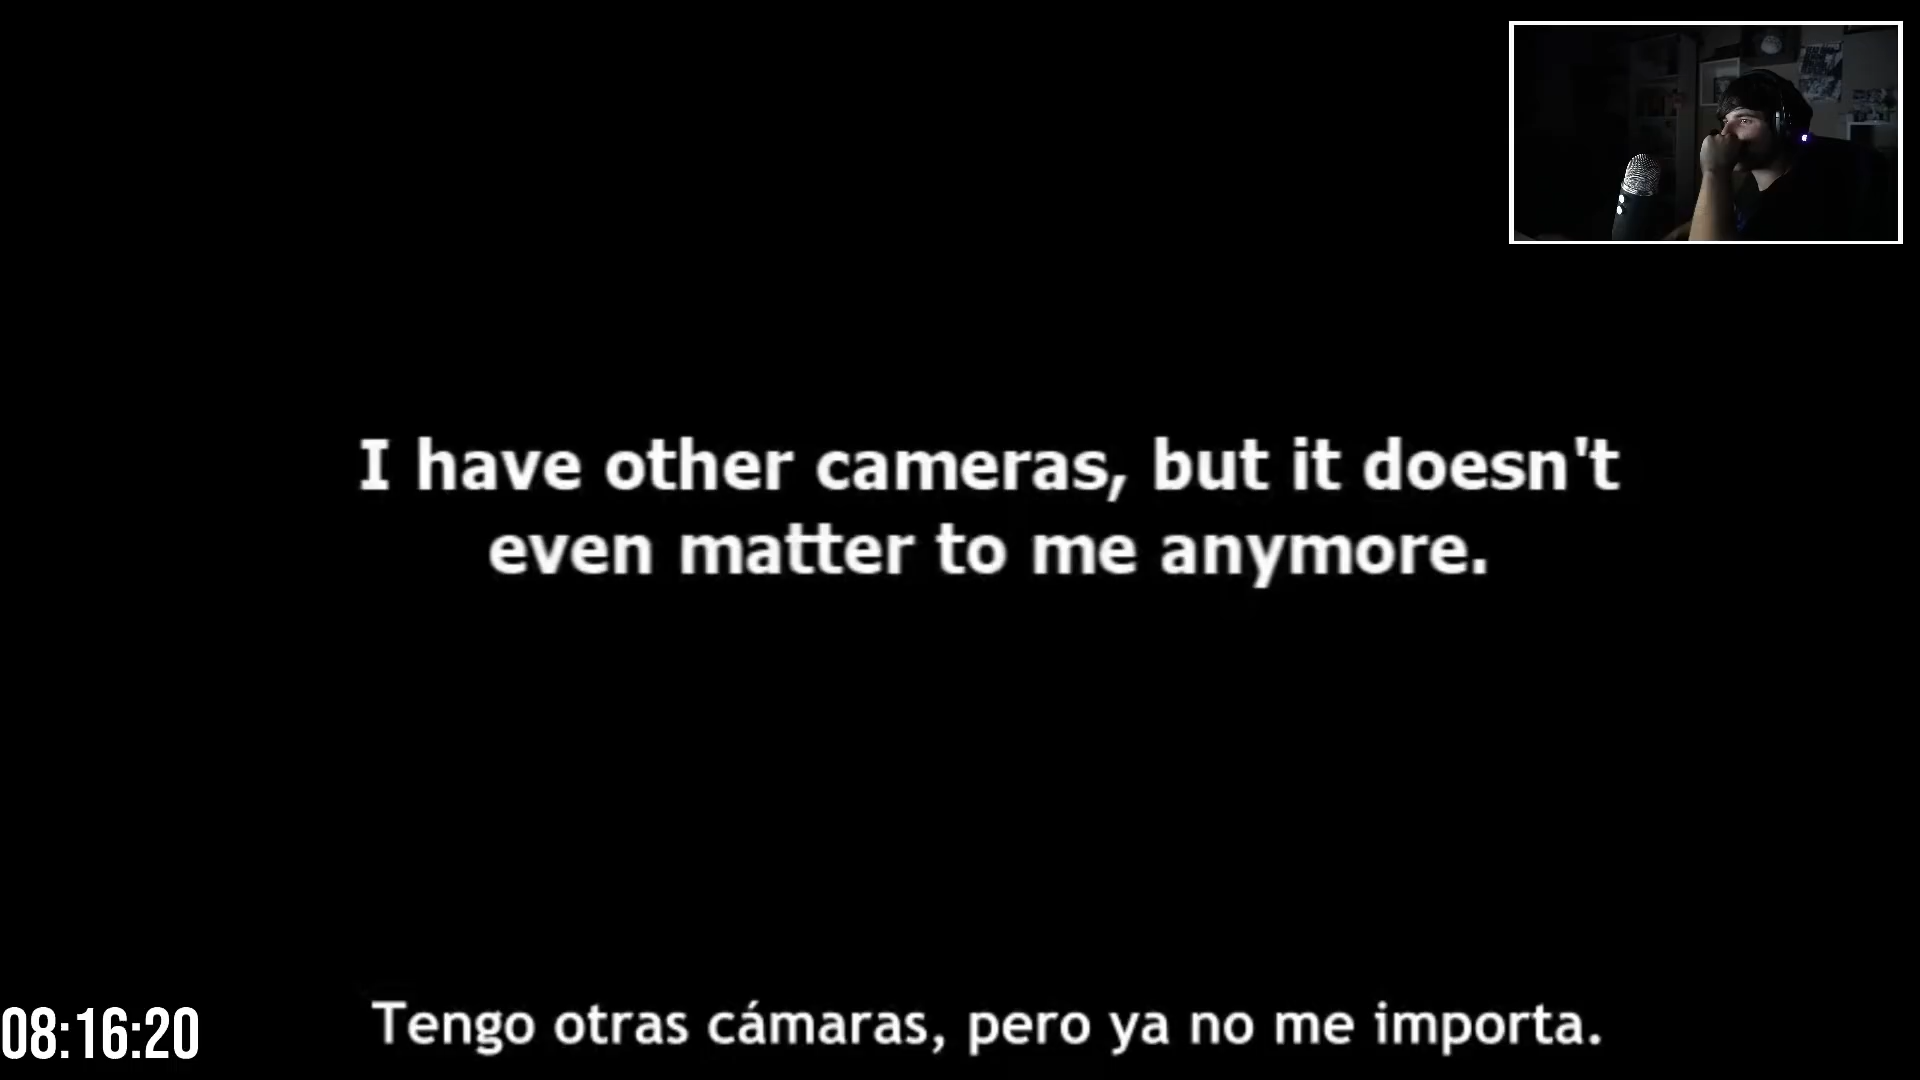 I have other cameras, but it doesn't
even matter to me anymore.
08:16:20
Tengo otras cámaras, pero ya no me importa.